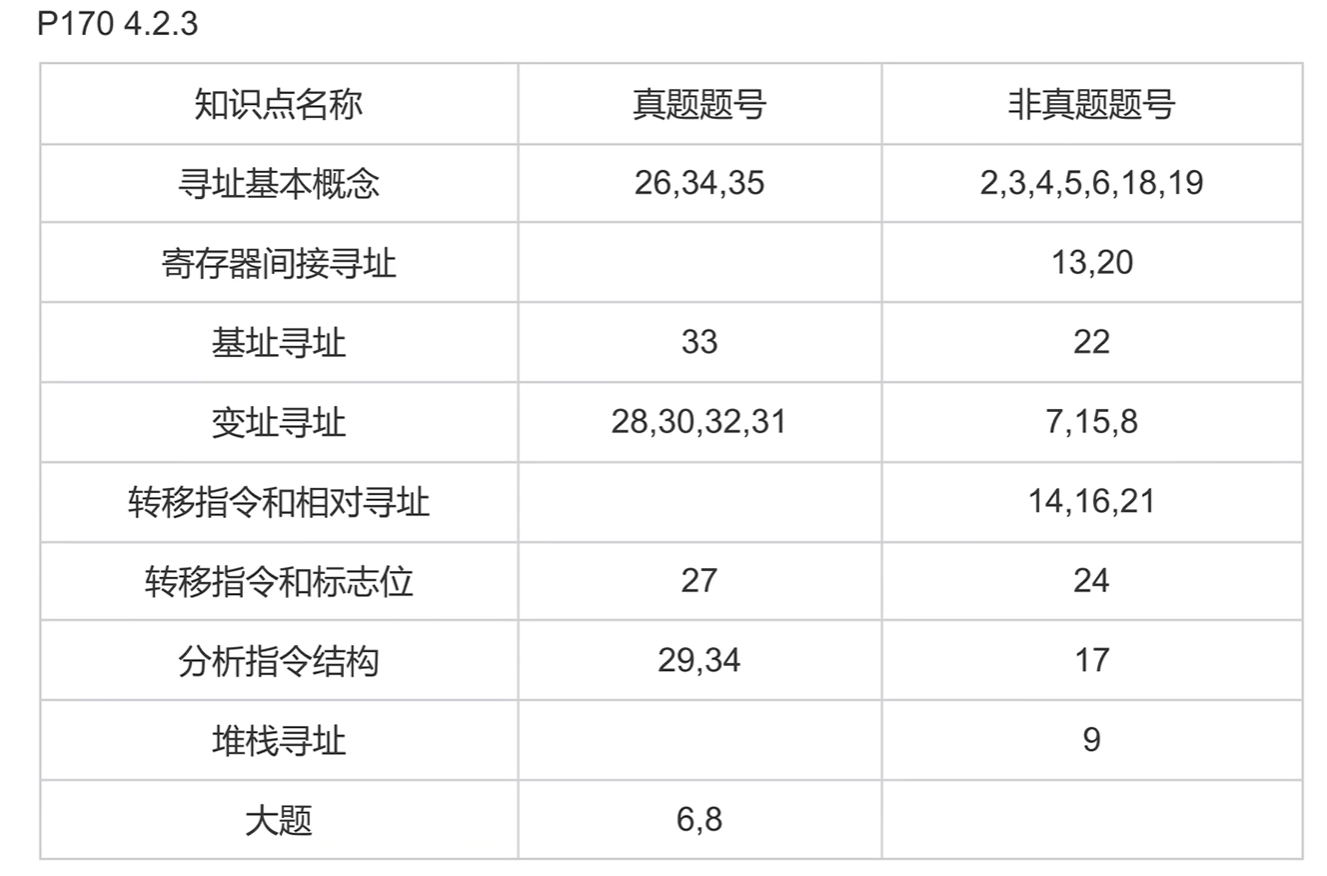 P170 4.2.3
知识点名称 真题题号 非真题题号
寻址基本概念 26,34,35 2,3,4,5,6,18,19
寄存器间接寻址 13,20
基址寻址 33 22
变址寻址 28,30,32,31 7,15,8
转移指令和相对寻址 14,16,21
转移指令和标志位 27 24
分析指令结构 29,34 17
堆栈寻址 9
大题 6,8